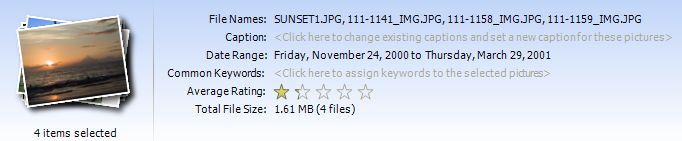 File Names: SUNSET1.JPG, 111-1141_IMG.JPG, 111-1158_IMG.JPG, 111-1159_IMG.JPG
Caption: <Click here to change existing captions and set a new caption for these pictures>
Date Range: Friday, November 24, 2000 to Thursday, March 29, 2001
Common Keywords: <Click here to assign keywords to the selected pictures>
Average Rating:
Total File Size: 1.61 MB (4 files)
4 items selected